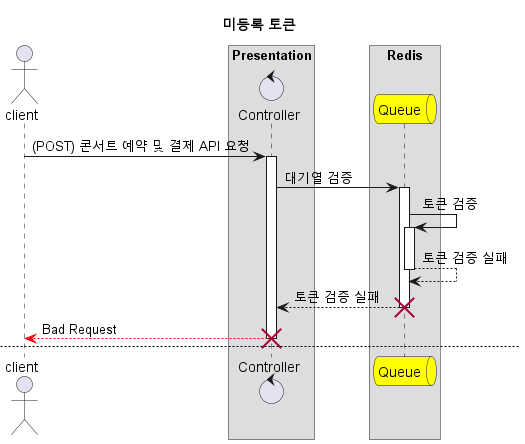 미등록 토큰
Presentation
Redis
client
Controller
Queue
(POST) 콘서트 예약 및 결제 API 요청
대기열 검증
토큰 검증
토큰 검증 실패
토큰 검증 실패
Bad Request
client
Controller
Queue